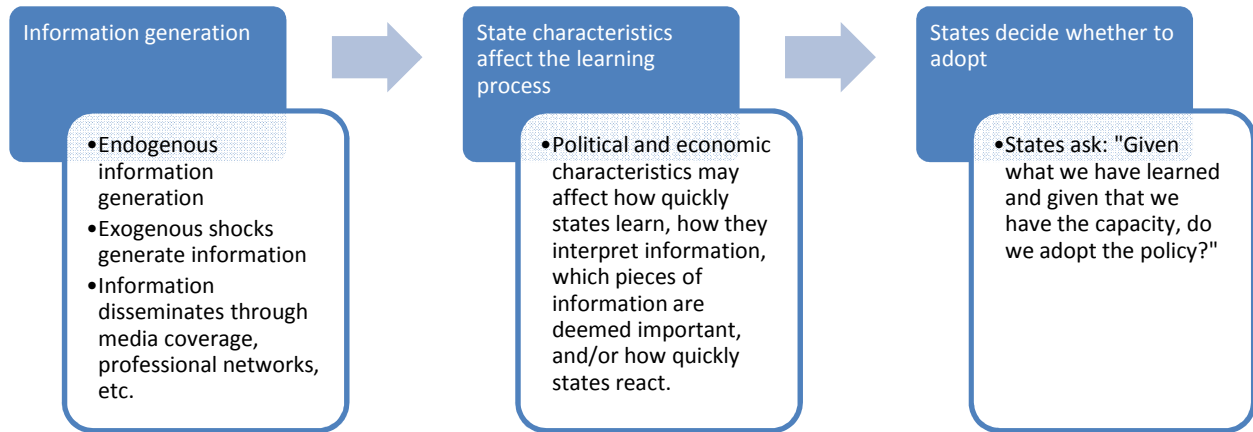 Information generation
•Endogenous
information
generation
•Exogenous shocks
generate information
•Information
disseminates through
media coverage,
professional networks,
etc.
State characteristics
affect the learning
process
•Political and economic
characteristics may
affect how quickly
states learn, how they
interpret information,
which pieces of
information are
deemed important,
and/or how quickly
states react.
States decide whether to
adopt
•States ask: "Given
what we have learned
and given that we
have the capacity, do
we adopt the policy?"